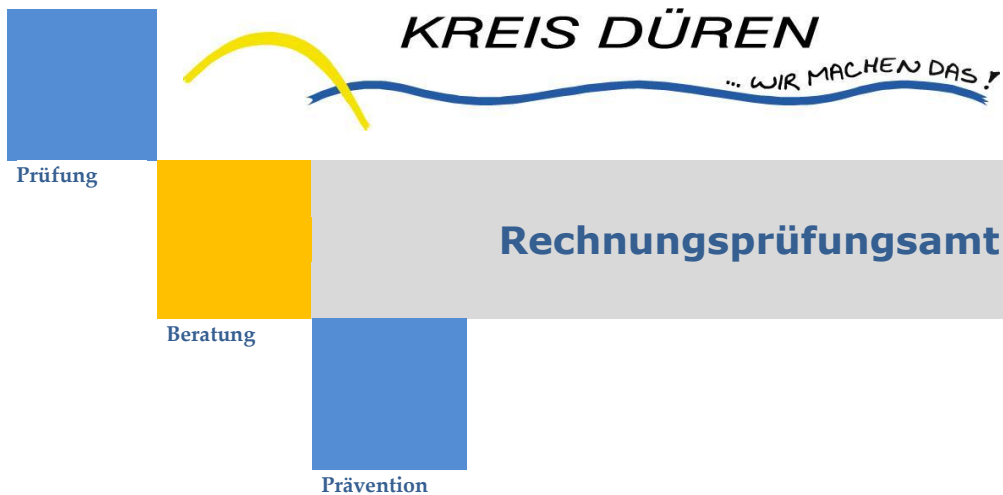 KREIS DÜREN
... WIR MACHEN DAS !
Prüfung
Rechnungsprüfungsamt
Beratung
Prävention